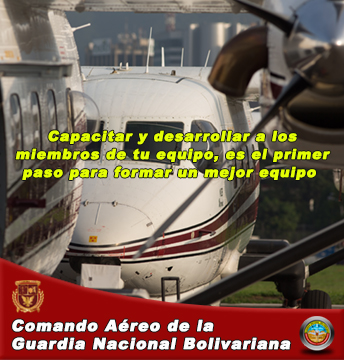 Capacitar y desarrollar a los
miembros de tu equipo, es el primer
paso para formar un mejor equipo
Comando Aéreo de la
Guardia Nacional Bolivariana